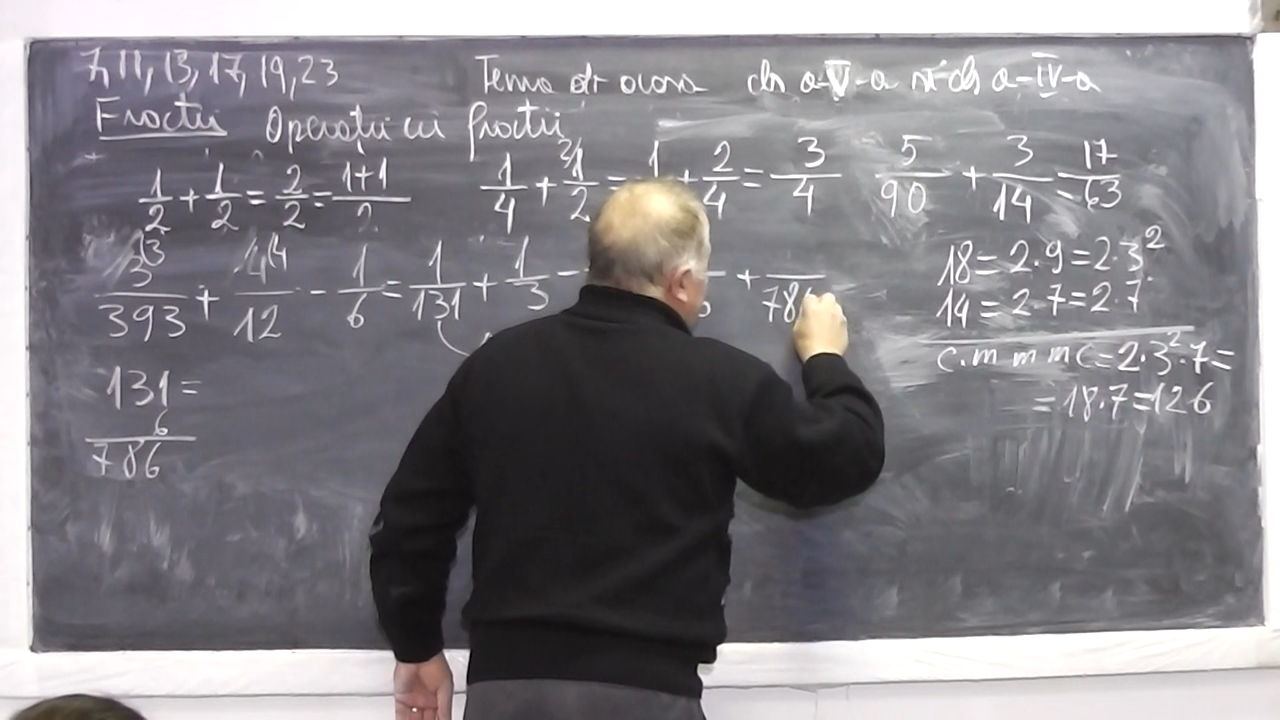 7, 11, 13, 17, 19, 23
Tema de acasa cls a-V-a si cls a-IV-a
Fractii Operatii cu fractii
1/2 + 1/2 = 2/2 = 1+1/2
1/4 + 2/1/2 = 1 + 2/4 = 3/4
5/90 + 3/14 = 17/63
3/393 + 4/12 - 1/6 = 1/131 + 1/3 -
+ /78
18 = 2·9 = 2·3²
14 = 2·7 = 2·7
c.m m m c = 2·3²·7 =
= 18·7 = 126
131 =
6
786